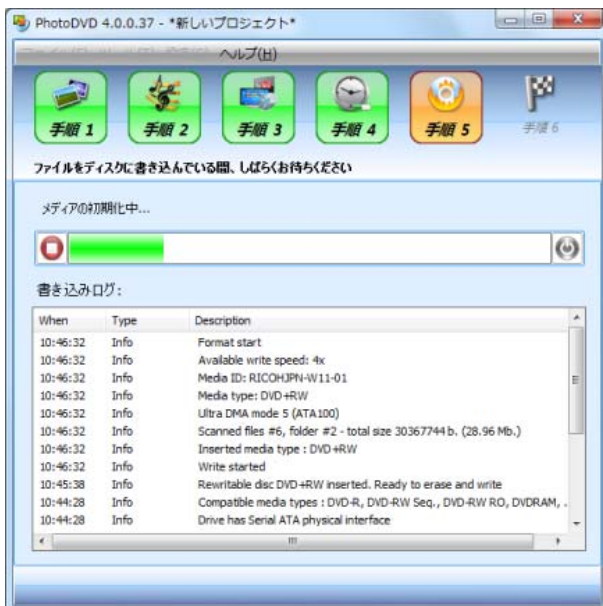 PhotoDVD 4.0.0.37 - *新しいプロジェクト*
ヘルプ(H)
手順 1 手順 2 手順 3 手順 4 手順 5 手順 6
ファイルをディスクに書き込んでいる間、しばらくお待ちください
メディアの初期化中...
書き込みログ:
When Type Description
10:46:32 Info Format start
10:46:32 Info Available write speed: 4x
10:46:32 Info Media ID: RICOHJPN-W11-01
10:46:32 Info Media type: DVD+RW
10:46:32 Info Ultra DMA mode 5 (ATA100)
10:46:32 Info Scanned files #6, folder #2 - total size 30367744 b. (28.96 Mb.)
10:46:32 Info Inserted media type : DVD+RW
10:46:32 Info Write started
10:45:38 Info Rewritable disc DVD+RW inserted. Ready to erase and write
10:44:28 Info Compatible media types : DVD-R, DVD-RW Seq., DVD-RW RO, DVDRAM, .
10:44:28 Info Drive has Serial ATA physical interface